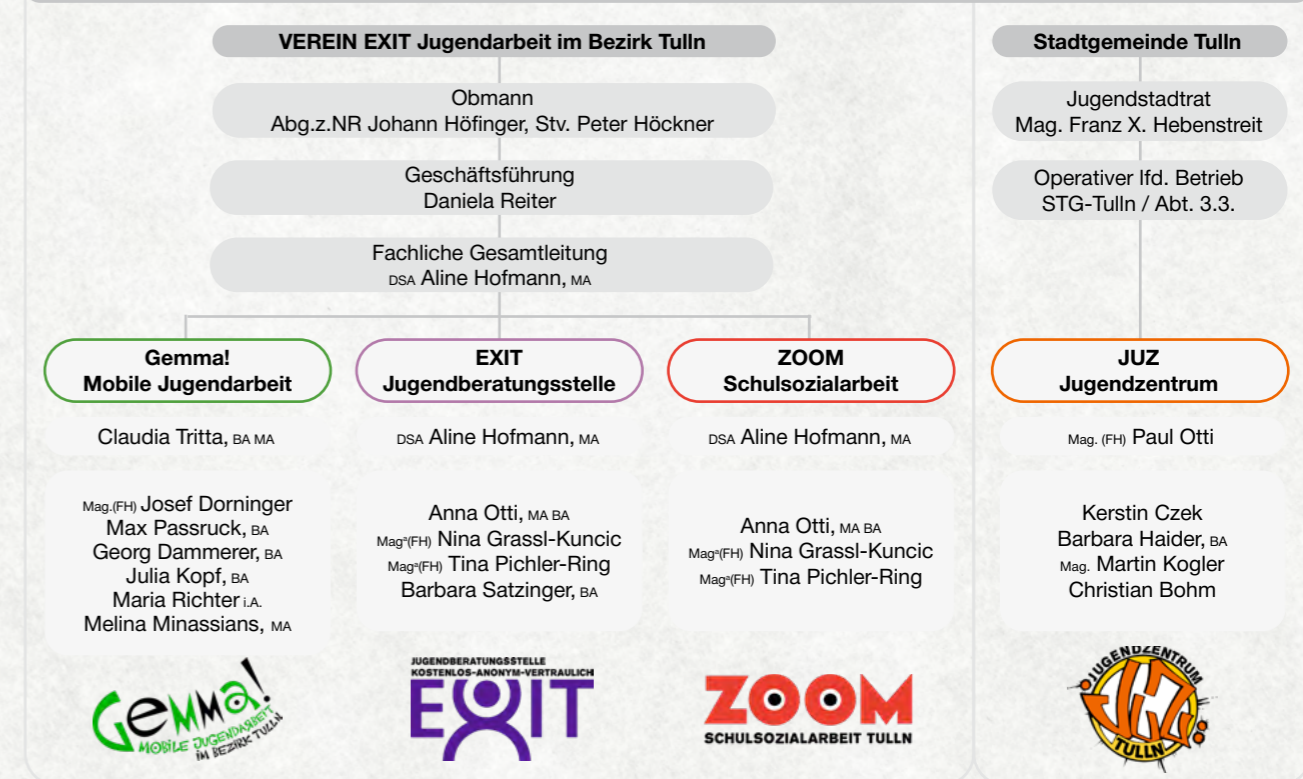 VEREIN EXIT Jugendarbeit im Bezirk Tulln
Obmann
Abg.z.NR Johann Höfinger, Stv. Peter Höckner
Geschäftsführung
Daniela Reiter
Fachliche Gesamtleitung
DSA Aline Hofmann, MA
Stadtgemeinde Tulln
Jugendstadtrat
Mag. Franz X. Hebenstreit
Operativer lfd. Betrieb
STG-Tulln / Abt. 3.3.
Gemma!
Mobile Jugendarbeit
Claudia Tritta, BA MA
Mag.(FH) Josef Dorninger
Max Passruck, BA
Georg Dammerer, BA
Julia Kopf, BA
Maria Richter i.A.
Melina Minassians, MA
GEMMA!
MOBILE JUGENDARBEIT
IM BEZIRK TULLN
EXIT
Jugendberatungsstelle
DSA Aline Hofmann, MA
Anna Otti, MA BA
Magª(FH) Nina Grassl-Kuncic
Magª(FH) Tina Pichler-Ring
Barbara Satzinger, BA
JUGENDBERATUNGSSTELLE
KOSTENLOS-ANONYM-VERTRAULICH
EXIT
ZOOM
Schulsozialarbeit
DSA Aline Hofmann, MA
Anna Otti, MA BA
Magª(FH) Nina Grassl-Kuncic
Magª(FH) Tina Pichler-Ring
ZOOM
SCHULSOZIALARBEIT TULLN
JUZ
Jugendzentrum
Mag. (FH) Paul Otti
Kerstin Czek
Barbara Haider, BA
Mag. Martin Kogler
Christian Bohm
JUGENDZENTRUM
JUZ
TULLN